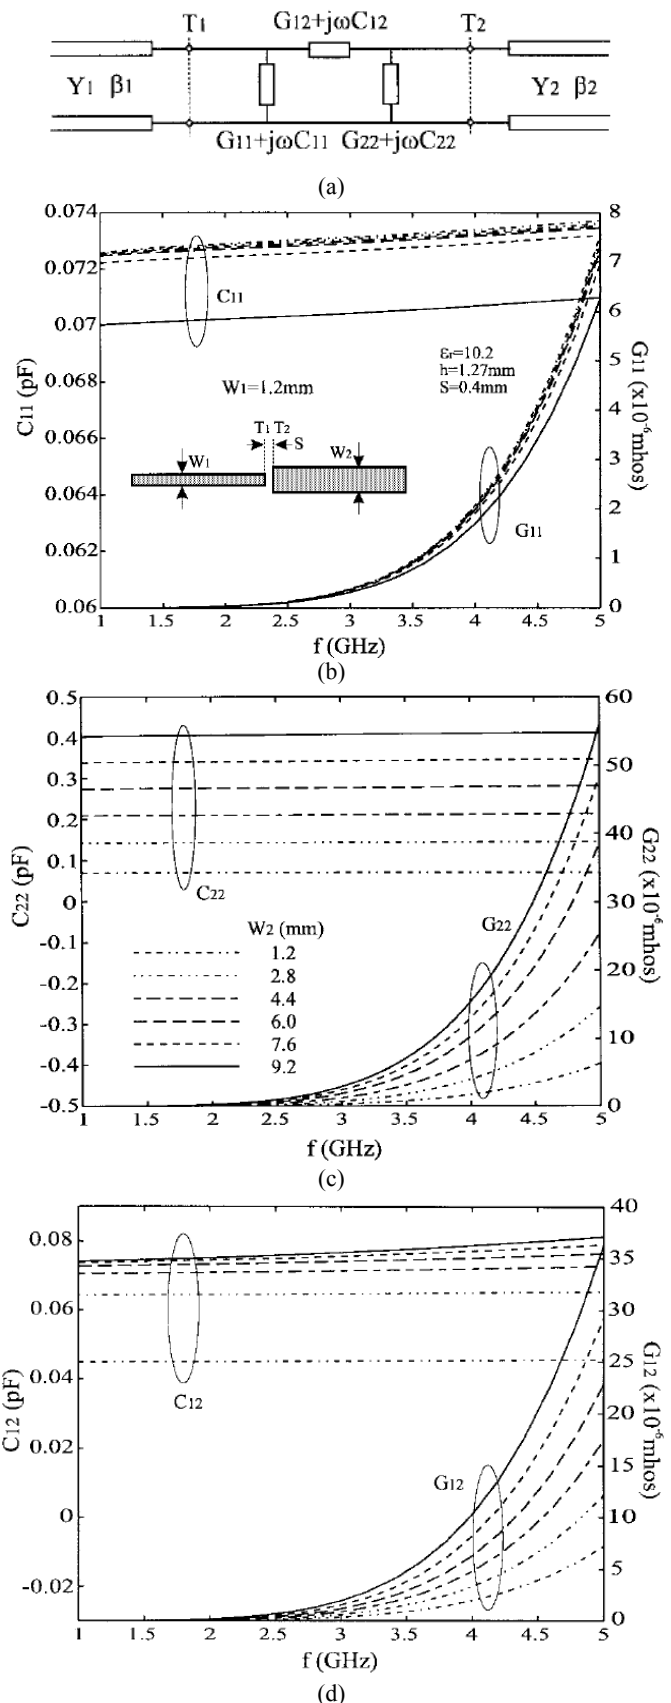 T1 G12+jωC12 T2
Y1 β1 Y2 β2
G11+jωC11 G22+jωC22
(a)
0.074 8
0.072 7
0.07 6
0.068 5
0.066 4
0.064 3
0.062 2
1
0.06 0
C11 (pF)
G11 (x10-6 mhos)
C11
εr=10.2
h=1.27mm
S=0.4mm
W1=1.2mm
T1 T2
S
W1
W2
G11
1 1.5 2 2.5 3 3.5 4 4.5 5
f (GHz)
(b)
0.5 60
0.4
0.3 50
0.2
0.1 40
0
-0.1 30
-0.2 20
-0.3
-0.4 10
-0.5 0
C22 (pF)
G22 (x10-6mhos)
C22
G22
W2 (mm)
1.2
2.8
4.4
6.0
7.6
9.2
1 1.5 2 2.5 3 3.5 4 4.5 5
f (GHz)
(c)
40
0.08 35
0.06 30
0.04 25
20
0.02 15
0 10
-0.02 5
0
C12 (pF)
G12 (x10-6 mhos)
C12
G12
1 2 2.5 3 3.5 4 4.5 5
f (GHz)
(d)